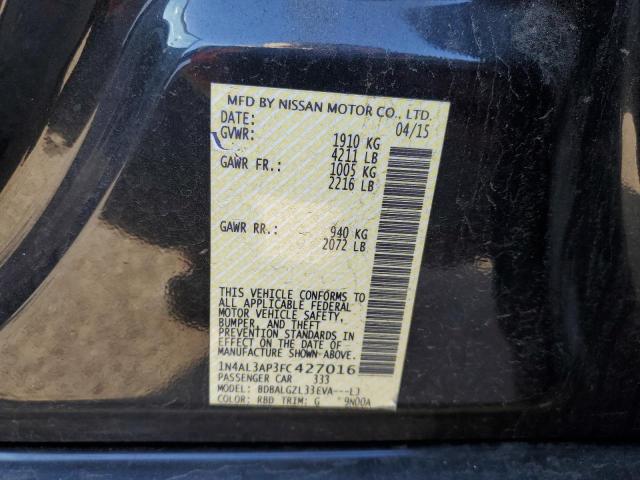 MFD BY NISSAN MOTOR CO., LTD.
DATE: 04/15
GVWR: 1910 KG
4211 LB
GAWR FR.: 1005 KG
2216 LB
GAWR RR.: 940 KG
2072 LB
THIS VEHICLE CONFORMS TO
ALL APPLICABLE FEDERAL
MOTOR VEHICLE SAFETY,
BUMPER, AND THEFT
PREVENTION STANDARDS IN
EFFECT ON THE DATE OF
MANUFACTURE SHOWN ABOVE.
1N4AL3AP3FC427016
PASSENGER CAR 333
MODEL: BDBALGZL33EVA---LJ
COLOR: RBD TRIM: G *9N00A